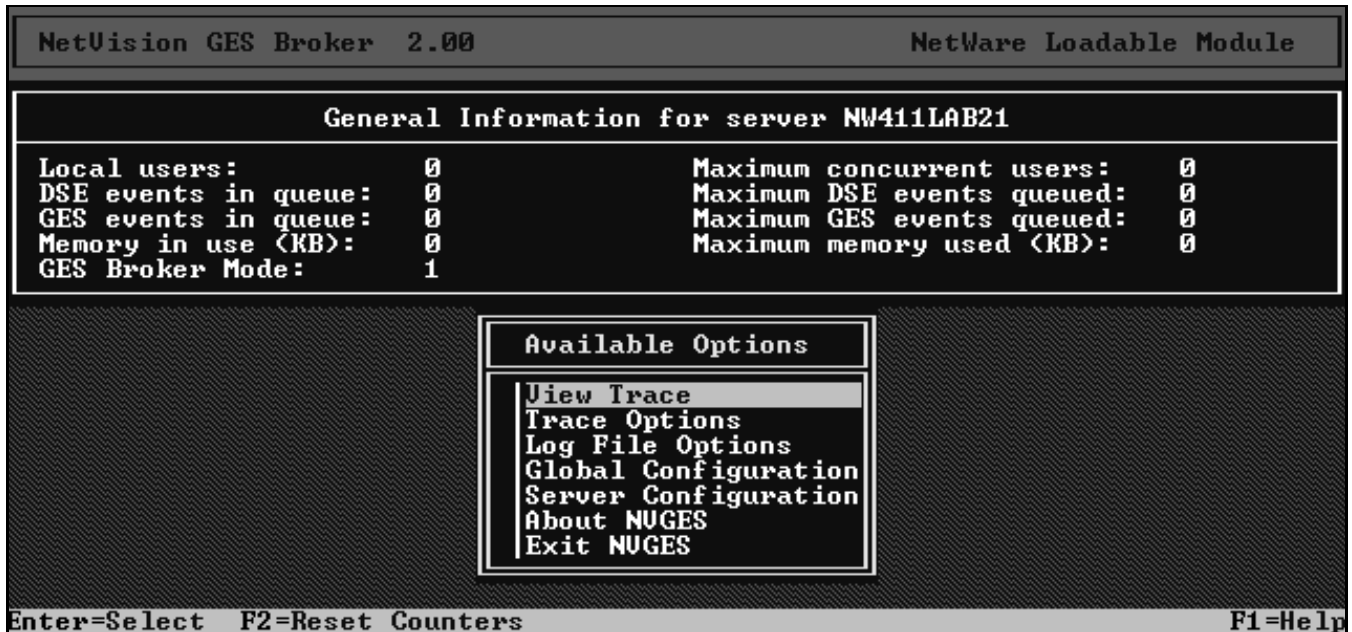 NetVision GES Broker 2.00 NetWare Loadable Module
General Information for server NW411LAB21
Local users: 0 Maximum concurrent users: 0
DSE events in queue: 0 Maximum DSE events queued: 0
GES events in queue: 0 Maximum GES events queued: 0
Memory in use (KB): 0 Maximum memory used (KB): 0
GES Broker Mode: 1
Available Options
View Trace
Trace Options
Log File Options
Global Configuration
Server Configuration
About NVGES
Exit NVGES
Enter=Select F2=Reset Counters F1=Help